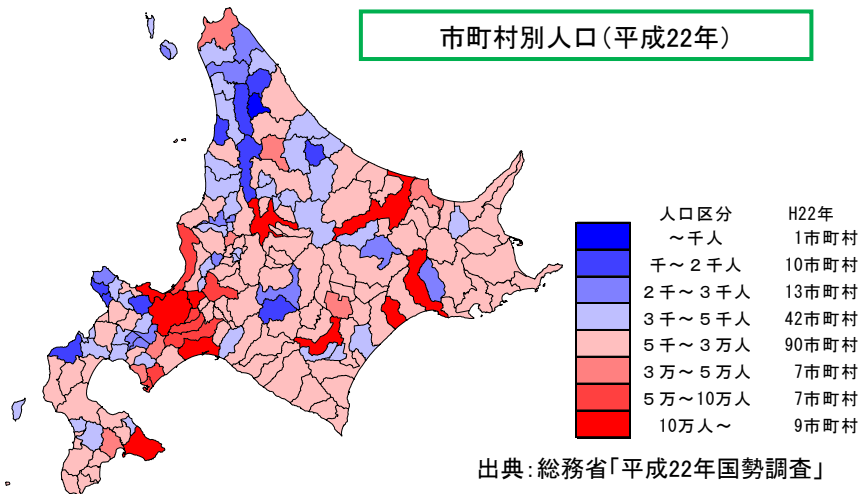 市町村別人口(平成22年)
人口区分 H22年
～千人 1市町村
千～２千人 10市町村
２千～３千人 13市町村
３千～５千人 42市町村
５千～３万人 90市町村
３万～５万人 7市町村
５万～10万人 7市町村
10万人～ 9市町村
出典:総務省「平成22年国勢調査」